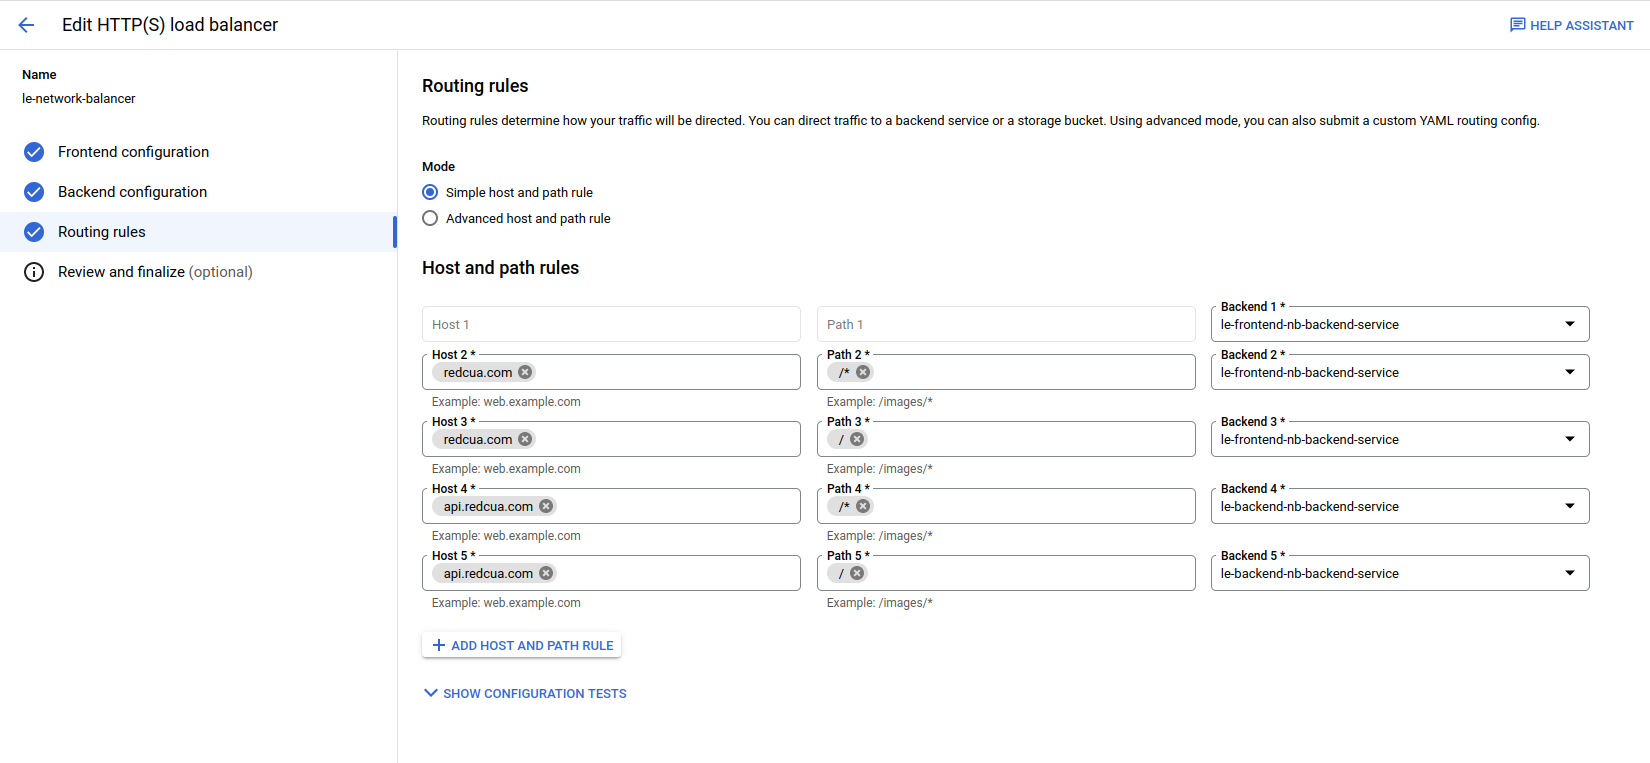 Edit HTTP(S) load balancer
HELP ASSISTANT
Name
le-network-balancer
Frontend configuration
Backend configuration
Routing rules
Review and finalize (optional)
Routing rules
Routing rules determine how your traffic will be directed. You can direct traffic to a backend service or a storage bucket. Using advanced mode, you can also submit a custom YAML routing config.
Mode
Simple host and path rule
Advanced host and path rule
Host and path rules
Host 1
Path 1
Backend 1 *
le-frontend-nb-backend-service
Host 2 *
redcua.com
Example: web.example.com
Path 2 *
/*
Example: /images/*
Backend 2 *
le-frontend-nb-backend-service
Host 3 *
redcua.com
Example: web.example.com
Path 3 *
/
Example: /images/*
Backend 3 *
le-frontend-nb-backend-service
Host 4 *
api.redcua.com
Example: web.example.com
Path 4 *
/*
Example: /images/*
Backend 4 *
le-backend-nb-backend-service
Host 5 *
api.redcua.com
Example: web.example.com
Path 5 *
/
Example: /images/*
Backend 5 *
le-backend-nb-backend-service
ADD HOST AND PATH RULE
SHOW CONFIGURATION TESTS